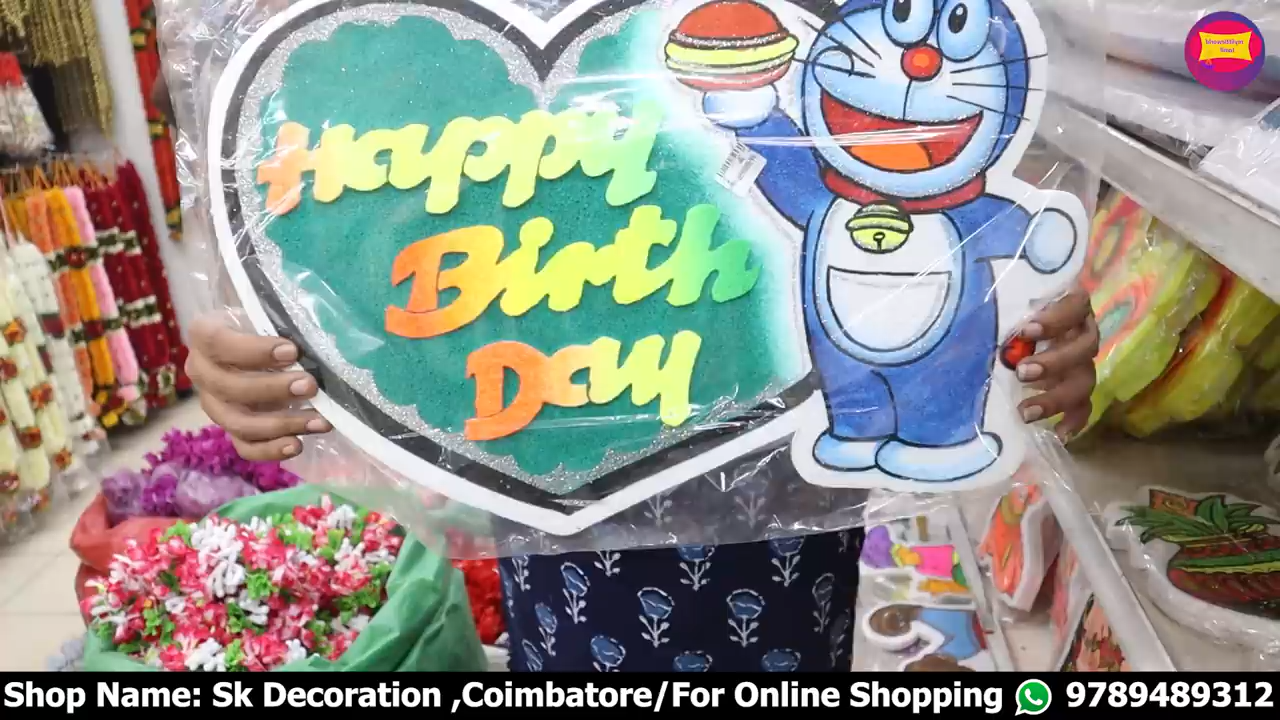 Happy
Birth
Day
Shop Name: Sk Decoration ,Coimbatore/For Online Shopping 9789489312